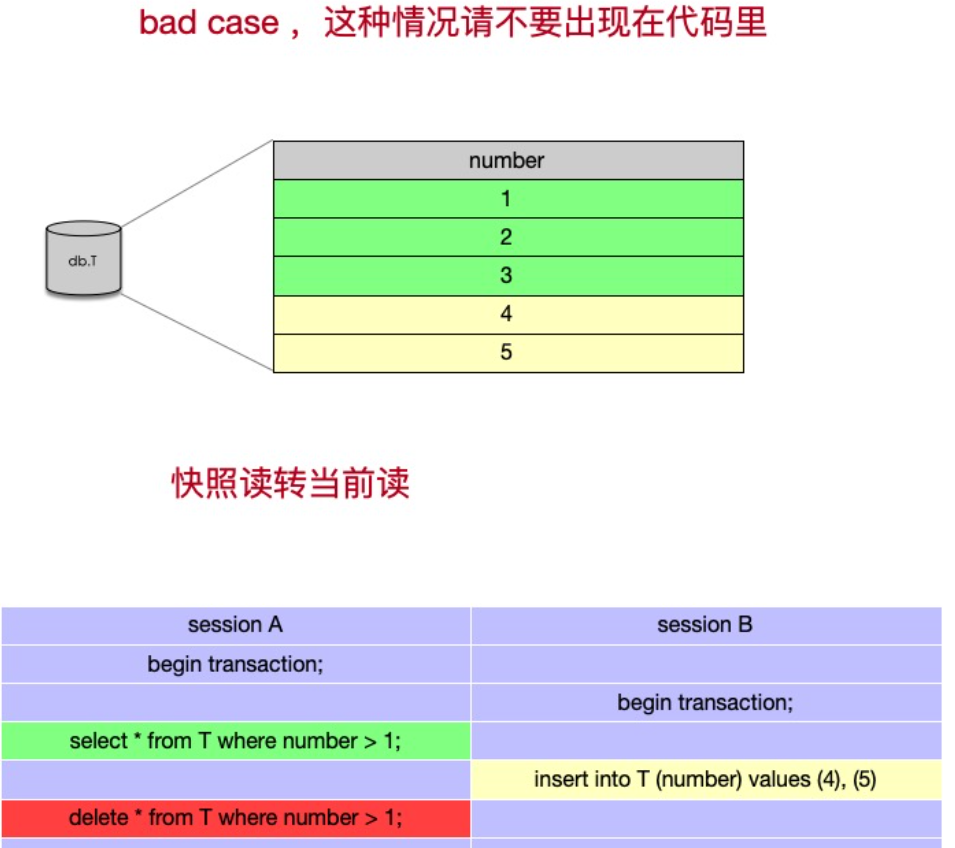 bad case ，这种情况请不要出现在代码里
number
1
2
db.T
3
4
5
快照读转当前读
session A session B
begin transaction;
begin transaction;
select * from T where number > 1;
insert into T (number) values (4), (5)
delete * from T where number > 1;